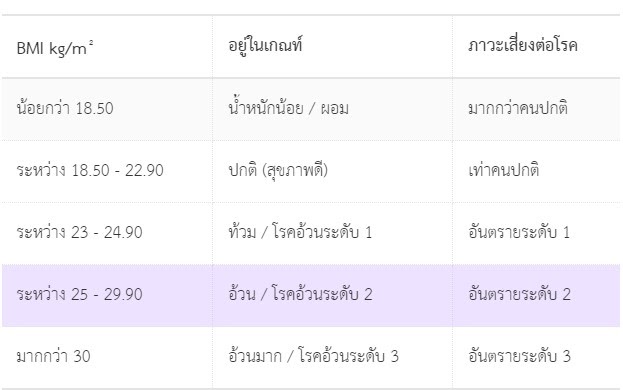 BMI kg/m² อยู่ในเกณท์ ภาวะเสี่ยงต่อโรค
น้อยกว่า 18.50 น้ำหนักน้อย / ผอม มากกว่าคนปกติ
ระหว่าง 18.50 - 22.90 ปกติ (สุขภาพดี) เท่าคนปกติ
ระหว่าง 23 - 24.90 ท้วม / โรคอ้วนระดับ 1 อันตรายระดับ 1
ระหว่าง 25 - 29.90 อ้วน / โรคอ้วนระดับ 2 อันตรายระดับ 2
มากกว่า 30 อ้วนมาก / โรคอ้วนระดับ 3 อันตรายระดับ 3